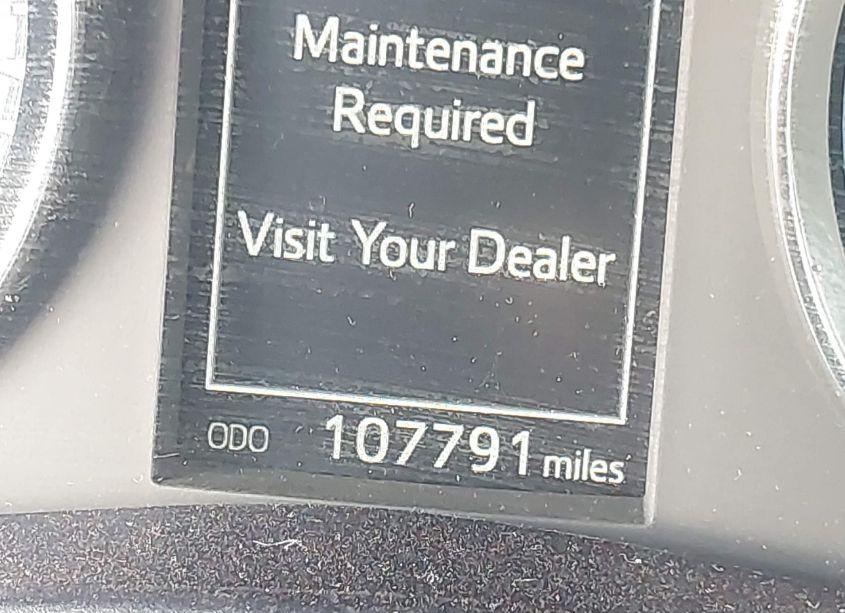 Maintenance
Required
Visit Your Dealer
ODO 107791 miles